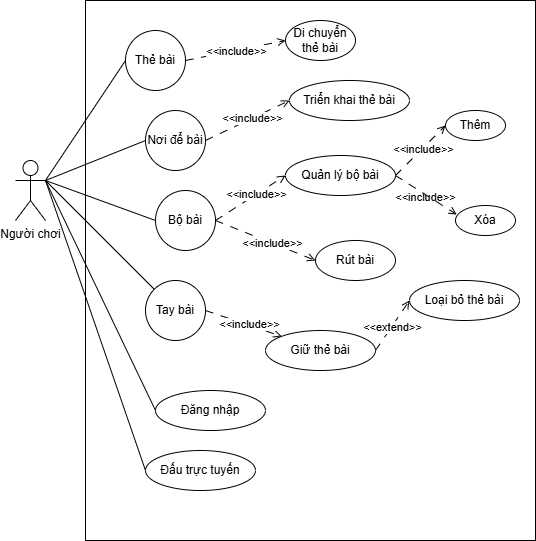 Di chuyển
thẻ bài
Thẻ bài
<<include>>
Triển khai thẻ bài
<<include>>
Nơi để bài
Thêm
<<include>>
Quản lý bộ bài
<<include>>
Người chơi
Bộ bài
Xóa
<<include>>
<<include>>
Rút bài
Tay bài
<<include>>
Loại bỏ thẻ bài
<<extend>>
Giữ thẻ bài
Đăng nhập
Đấu trực tuyến